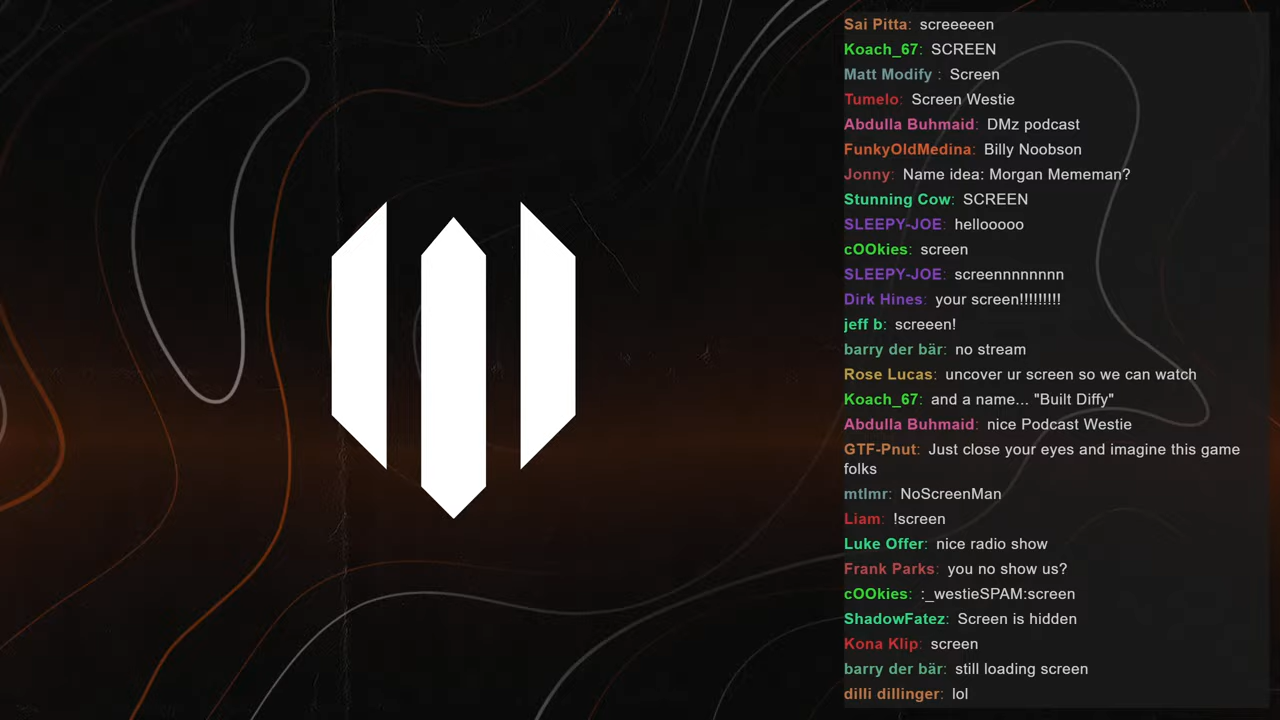 Sai Pitta: screeeeen
Koach_67: SCREEN
Matt Modify : Screen
Tumelo: Screen Westie
Abdulla Buhmaid: DMz podcast
FunkyOldMedina: Billy Noobson
Jonny: Name idea: Morgan Mememan?
Stunning Cow: SCREEN
SLEEPY-JOE: hellooooo
cOOkies: screen
SLEEPY-JOE: screennnnnnnn
Dirk Hines: your screen!!!!!!!!!
jeff b: screeen!
barry der bär: no stream
Rose Lucas: uncover ur screen so we can watch
Koach_67: and a name... "Built Diffy"
Abdulla Buhmaid: nice Podcast Westie
GTF-Pnut: Just close your eyes and imagine this game
folks
mtlmr: NoScreenMan
Liam: !screen
Luke Offer: nice radio show
Frank Parks: you no show us?
cOOkies: :_westieSPAM:screen
ShadowFatez: Screen is hidden
Kona Klip: screen
barry der bär: still loading screen
dilli dillinger: lol